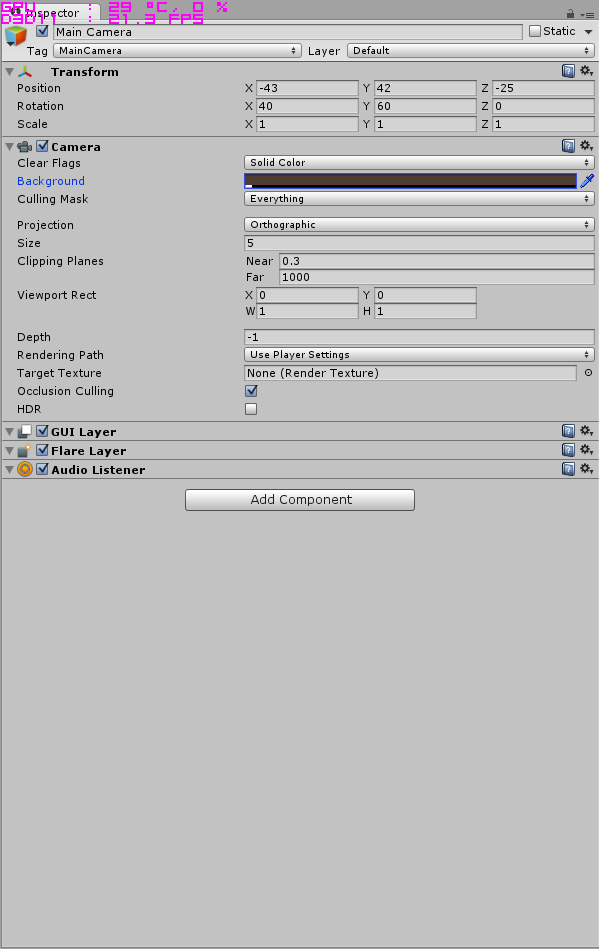 GPU : 29 °C, 0 %
D3D11 : 21.3 FPS
Inspector
Main Camera Static
Tag MainCamera Layer Default
Transform
Position X -43 Y 42 Z -25
Rotation X 40 Y 60 Z 0
Scale X 1 Y 1 Z 1
Camera
Clear Flags Solid Color
Background
Culling Mask Everything
Projection Orthographic
Size 5
Clipping Planes Near 0.3
Far 1000
Viewport Rect X 0 Y 0
W 1 H 1
Depth -1
Rendering Path Use Player Settings
Target Texture None (Render Texture)
Occlusion Culling
HDR
GUI Layer
Flare Layer
Audio Listener
Add Component